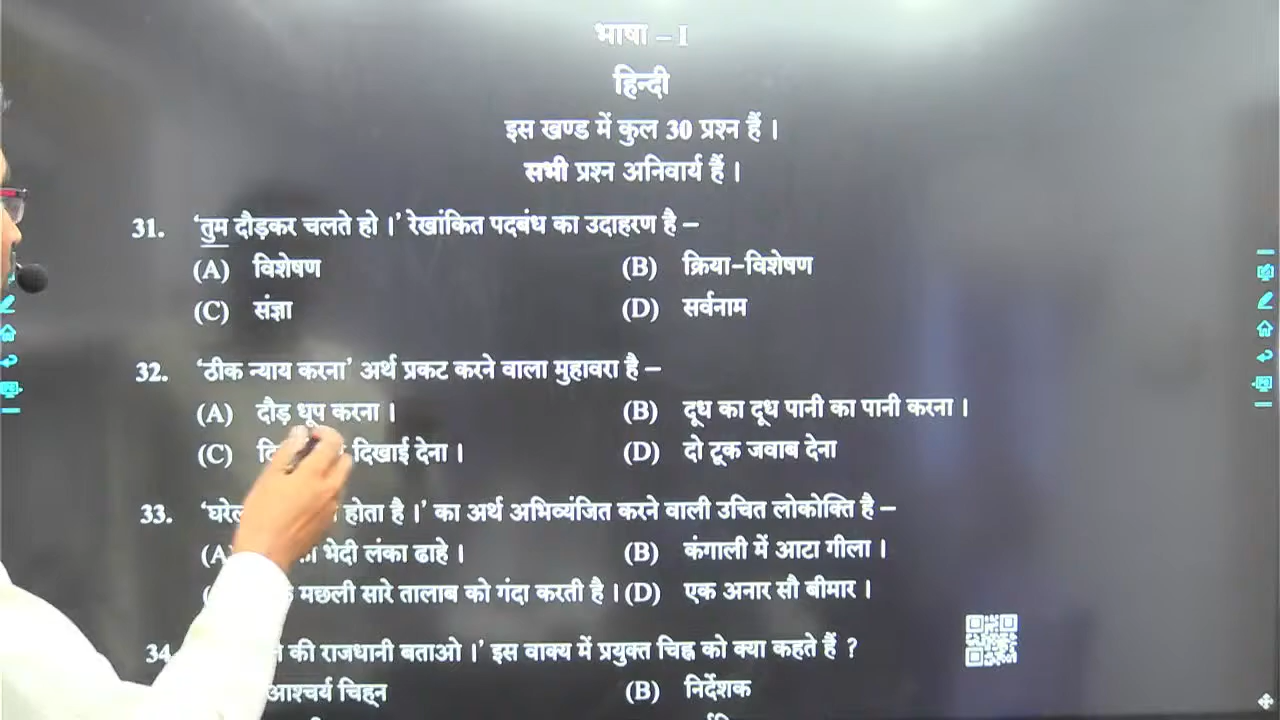 भाषा – I
हिन्दी
इस खण्ड में कुल 30 प्रश्न हैं ।
सभी प्रश्न अनिवार्य हैं ।
31. ‘तुम दौड़कर चलते हो ।’ रेखांकित पदबंध का उदाहरण है –
(A) विशेषण (B) क्रिया-विशेषण
(C) संज्ञा (D) सर्वनाम
32. ‘ठीक न्याय करना’ अर्थ प्रकट करने वाला मुहावरा है –
(A) दौड़ धूप करना । (B) दूध का दूध पानी का पानी करना ।
(C) दिखाई देना । (D) दो टूक जवाब देना
33. होता है ।’ का अर्थ अभिव्यंजित करने वाली उचित लोकोक्ति है –
(A) भेदी लंका ढाहे । (B) कंगाली में आटा गीला ।
मछली सारे तालाब को गंदा करती है । (D) एक अनार सौ बीमार ।
34 की राजधानी बताओ ।’ इस वाक्य में प्रयुक्त चिह्न को क्या कहते हैं ?
आश्चर्य चिह्‌न (B) निर्देशक